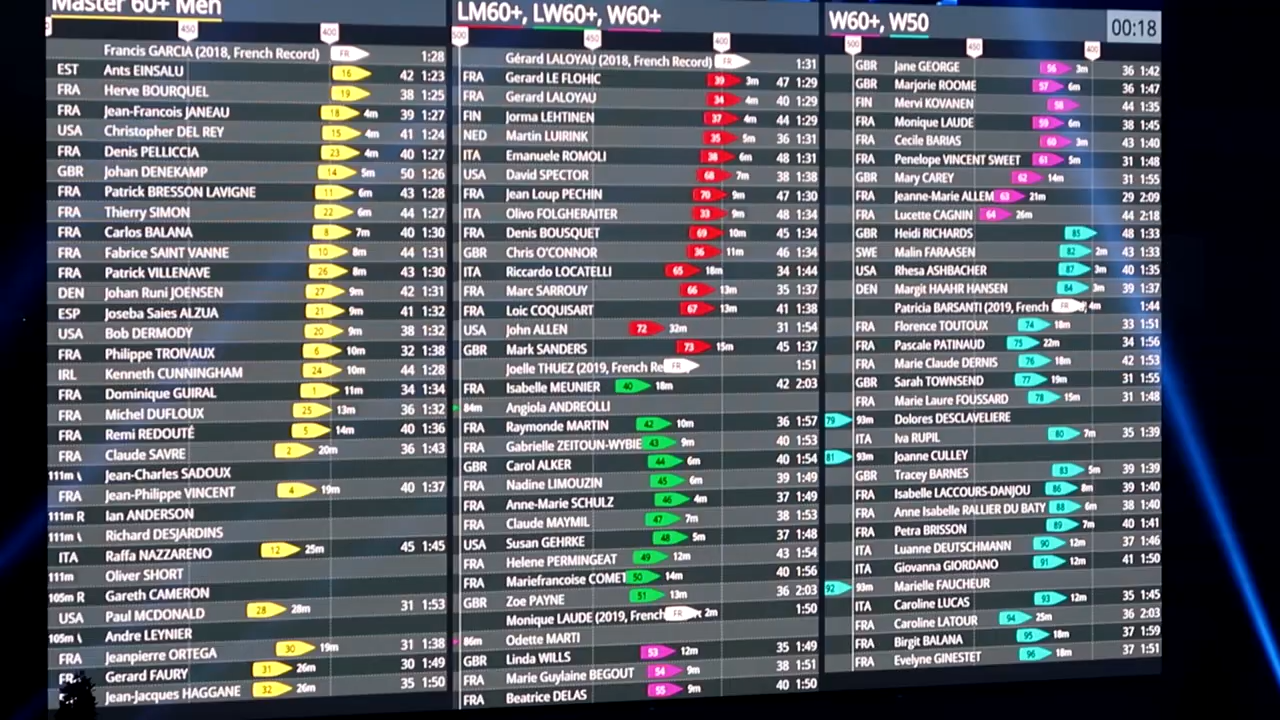 Master 60+ Men
450 400
Francis GARCIA (2018, French Record) FR 1:28
EST Ants EINSALU 16 42 1:23
FRA Herve BOURQUEL 19 38 1:25
FRA Jean-Francois JANEAU 18 4m 39 1:27
USA Christopher DEL REY 15 4m 41 1:24
FRA Denis PELLICCIA 23 4m 40 1:27
GBR Johan DENEKAMP 14 5m 50 1:26
FRA Patrick BRESSON LAVIGNE 11 6m 43 1:28
FRA Thierry SIMON 22 6m 44 1:27
FRA Carlos BALANA 8 7m 40 1:30
FRA Fabrice SAINT VANNE 10 8m 44 1:31
FRA Patrick VILLENAVE 26 8m 43 1:30
DEN Johan Runi JOENSEN 27 9m 42 1:31
ESP Joseba Saies ALZUA 21 9m 41 1:32
USA Bob DERMODY 20 9m 38 1:32
FRA Philippe TROIVAUX 6 10m 32 1:38
IRL Kenneth CUNNINGHAM 24 10m 44 1:28
FRA Dominique GUIRAL 1 11m 34 1:34
FRA Michel DUFLOUX 25 13m 36 1:32
FRA Remi REDOUTÉ 5 14m 40 1:36
FRA Claude SAVRE 2 20m 36 1:43
111m \ Jean-Charles SADOUX
FRA Jean-Philippe VINCENT 4 19m 40 1:37
111m R Ian ANDERSON
111m \ Richard DESJARDINS
ITA Raffa NAZZARENO 12 25m 45 1:45
111m Oliver SHORT
105m R Gareth CAMERON
USA Paul MCDONALD 28 28m 31 1:53
105m \ Andre LEYNIER
FRA Jeanpierre ORTEGA 30 19m 31 1:38
FRA Gerard FAURY 31 26m 30 1:49
Jean-Jacques HAGGANE 32 26m 35 1:50
LM60+, LW60+, W60+
500 450 400
Gérard LALOYAU (2018, French Record) FR 1:31
FRA Gerard LE FLOHIC 39 3m 47 1:29
FRA Gerard LALOYAU 34 4m 40 1:29
FIN Jorma LEHTINEN 37 4m 44 1:29
NED Martin LUIRINK 35 5m 36 1:31
ITA Emanuele ROMOLI 38 6m 48 1:31
USA David SPECTOR 68 7m 38 1:38
FRA Jean Loup PECHIN 70 9m 47 1:30
ITA Olivo FOLGHERAITER 33 9m 48 1:34
FRA Denis BOUSQUET 69 10m 45 1:34
GBR Chris O'CONNOR 36 11m 46 1:34
ITA Riccardo LOCATELLI 65 18m 34 1:44
FRA Marc SARROUY 66 13m 35 1:37
FRA Loic COQUISART 67 13m 41 1:38
USA John ALLEN 72 32m 31 1:54
GBR Mark SANDERS 73 15m 45 1:37
Joelle THUEZ (2019, French Re FR 1:51
FRA Isabelle MEUNIER 40 18m 42 2:03
84m Angiola ANDREOLLI
FRA Raymonde MARTIN 42 10m 36 1:57
FRA Gabrielle ZEITOUN-WYBIE 43 9m 40 1:53
GBR Carol ALKER 44 6m 40 1:54
FRA Nadine LIMOUZIN 45 6m 39 1:49
FRA Anne-Marie SCHULZ 46 4m 37 1:49
FRA Claude MAYMIL 47 7m 38 1:53
USA Susan GEHRKE 48 5m 37 1:48
FRA Helene PERMINGEAT 49 12m 43 1:54
FRA Mariefrancoise COMET 50 14m 40 1:56
GBR Zoe PAYNE 51 13m 36 2:03
Monique LAUDE (2019, French FR 2m 1:50
86m Odette MARTI
GBR Linda WILLS 53 12m 35 1:49
FRA Marie Guylaine BEGOUT 54 9m 38 1:51
FRA Beatrice DELAS 55 9m 40 1:50
W60+, W50 00:18
500 450 400
GBR Jane GEORGE 56 3m 36 1:42
GBR Marjorie ROOME 57 6m 36 1:47
FIN Mervi KOVANEN 58 44 1:35
FRA Monique LAUDE 59 6m 38 1:45
FRA Cecile BARIAS 60 3m 43 1:40
FRA Penelope VINCENT SWEET 61 5m 31 1:48
GBR Mary CAREY 62 14m 31 1:55
FRA Jeanne-Marie ALLEM 63 21m 29 2:09
FRA Lucette CAGNIN 64 26m 44 2:18
GBR Heidi RICHARDS 85 48 1:33
SWE Malin FARAASEN 82 2m 43 1:33
USA Rhesa ASHBACHER 87 3m 40 1:35
DEN Margit HAAHR HANSEN 84 3m 39 1:37
Patricia BARSANTI (2019, French FR 4m 1:44
FRA Florence TOUTOUX 74 18m 33 1:51
FRA Pascale PATINAUD 75 22m 34 1:56
FRA Marie Claude DERNIS 76 18m 42 1:53
GBR Sarah TOWNSEND 77 19m 31 1:55
FRA Marie Laure FOUSSARD 78 15m 31 1:48
79 93m Dolores DESCLAVELIERE
ITA Iva RUPIL 80 7m 35 1:39
81 93m Joanne CULLEY
GBR Tracey BARNES 83 5m 39 1:39
FRA Isabelle LACCOURS-DANJOU 86 8m 39 1:40
FRA Anne Isabelle RALLIER DU BATY 88 6m 38 1:40
FRA Petra BRISSON 89 7m 40 1:41
ITA Luanne DEUTSCHMANN 90 12m 37 1:46
ITA Giovanna GIORDANO 91 12m 41 1:50
92 93m Marielle FAUCHEUR
ITA Caroline LUCAS 93 12m 35 1:45
FRA Caroline LATOUR 94 25m 36 2:03
FRA Birgit BALANA 95 18m 37 1:59
FRA Evelyne GINESTET 96 18m 37 1:51